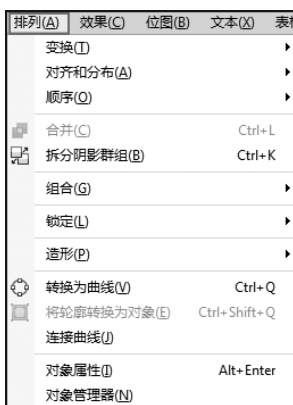 排列(A) 效果(C) 位图(B) 文本(X)
变换(T)
对齐和分布(A)
顺序(O)
合并(C) Ctrl+L
拆分阴影群组(B) Ctrl+K
组合(G)
锁定(L)
造形(P)
转换为曲线(V) Ctrl+Q
将轮廓转换为对象(E) Ctrl+Shift+Q
连接曲线(J)
对象属性(I) Alt+Enter
对象管理器(N)